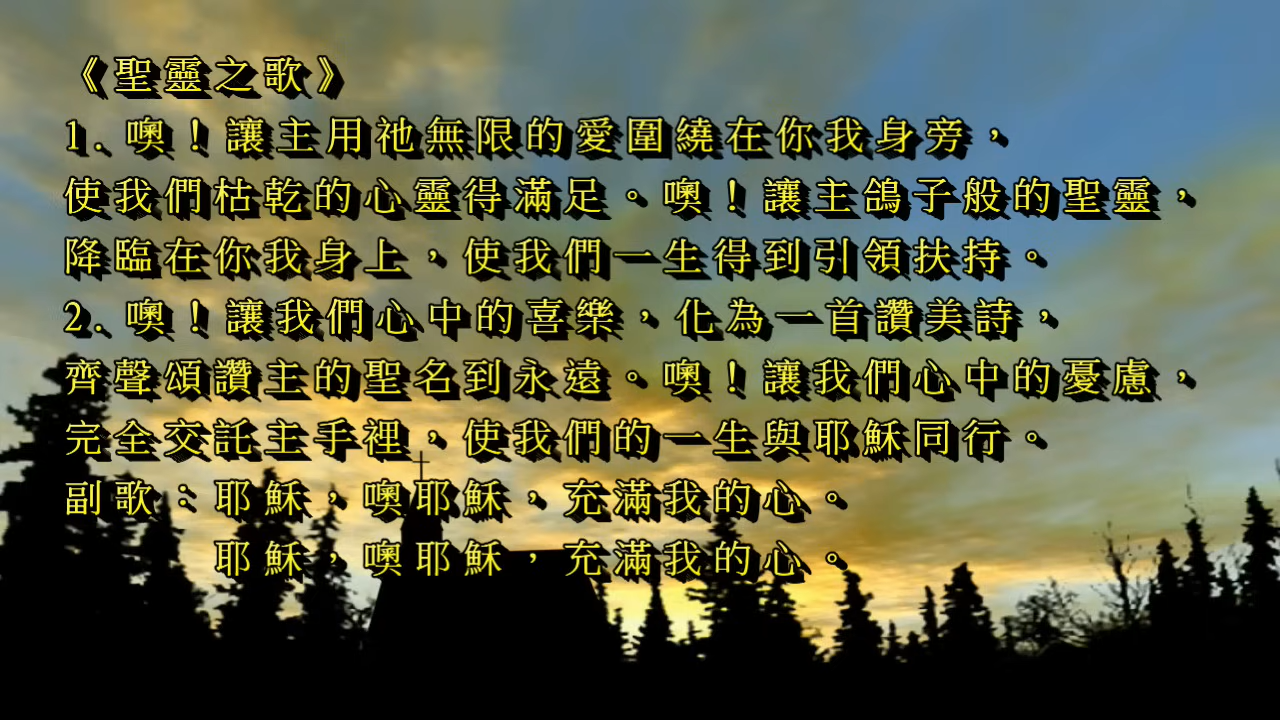 《聖靈之歌》
1. 噢！讓主用祂無限的愛圍繞在你我身旁，
使我們枯乾的心靈得滿足。噢！讓主鴿子般的聖靈，
降臨在你我身上，使我們一生得到引領扶持。
2. 噢！讓我們心中的喜樂，化為一首讚美詩，
齊聲頌讚主的聖名到永遠。噢！讓我們心中的憂慮，
完全交託主手裡，使我們的一生與耶穌同行。
副歌：耶穌，噢耶穌，充滿我的心。
耶穌，噢耶穌，充滿我的心。